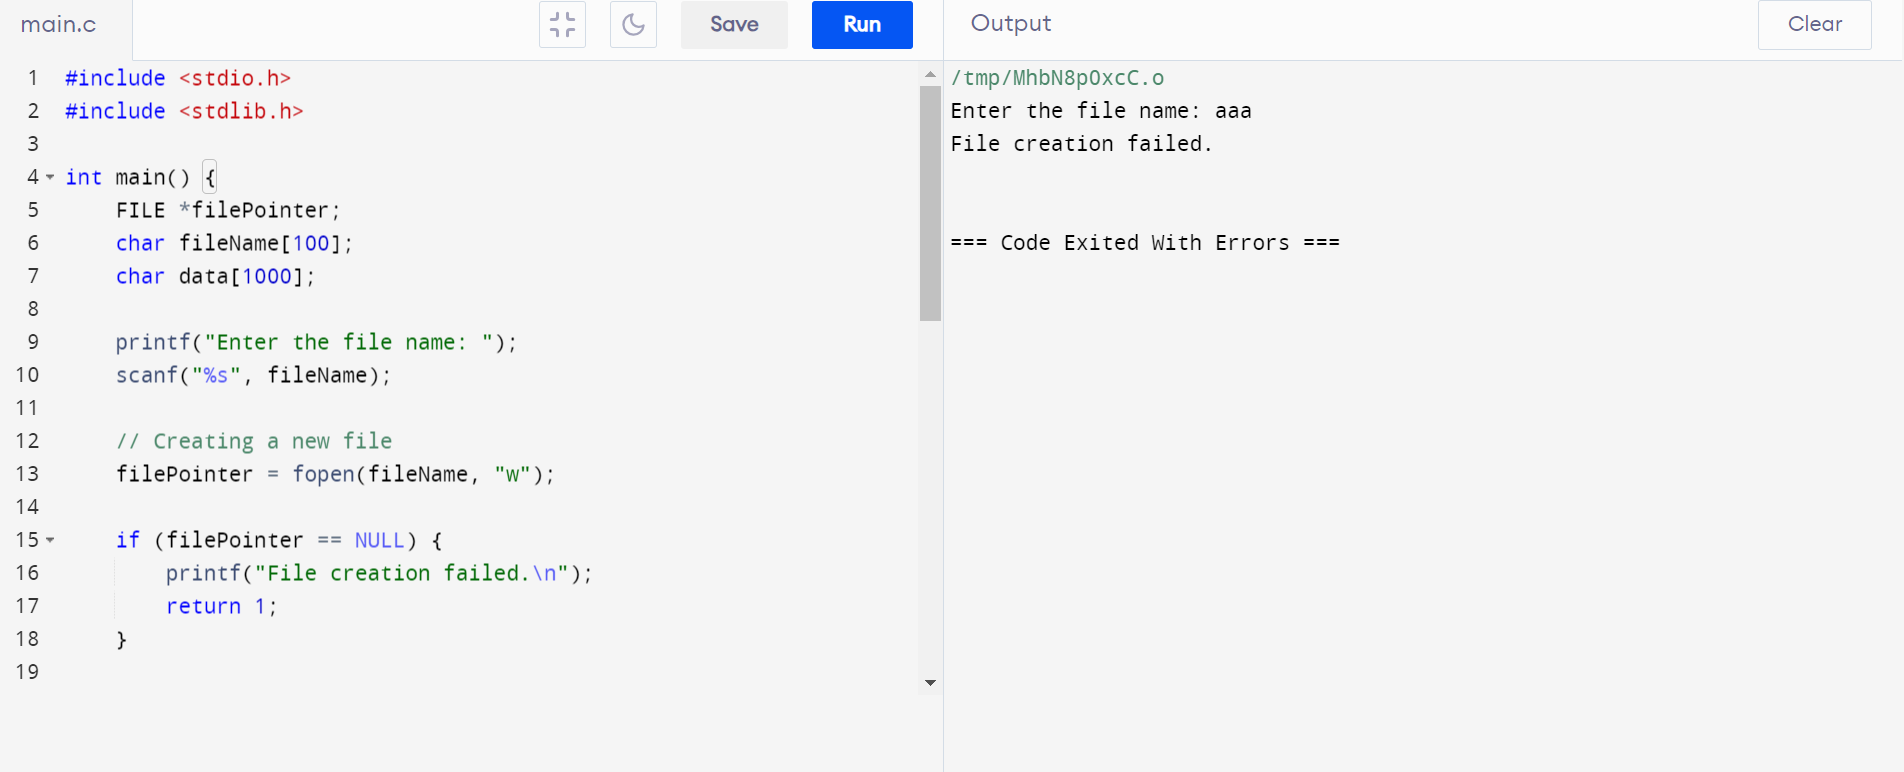 main.c
Save
Run
Output
Clear
1 #include <stdio.h>
2 #include <stdlib.h>
3
4 int main() {
5     FILE *filePointer;
6     char fileName[100];
7     char data[1000];
8
9     printf("Enter the file name: ");
10     scanf("%s", fileName);
11
12     // Creating a new file
13     filePointer = fopen(fileName, "w");
14
15     if (filePointer == NULL) {
16         printf("File creation failed.\n");
17         return 1;
18     }
19
/tmp/MhbN8pOxcC.o
Enter the file name: aaa
File creation failed.
=== Code Exited With Errors ===